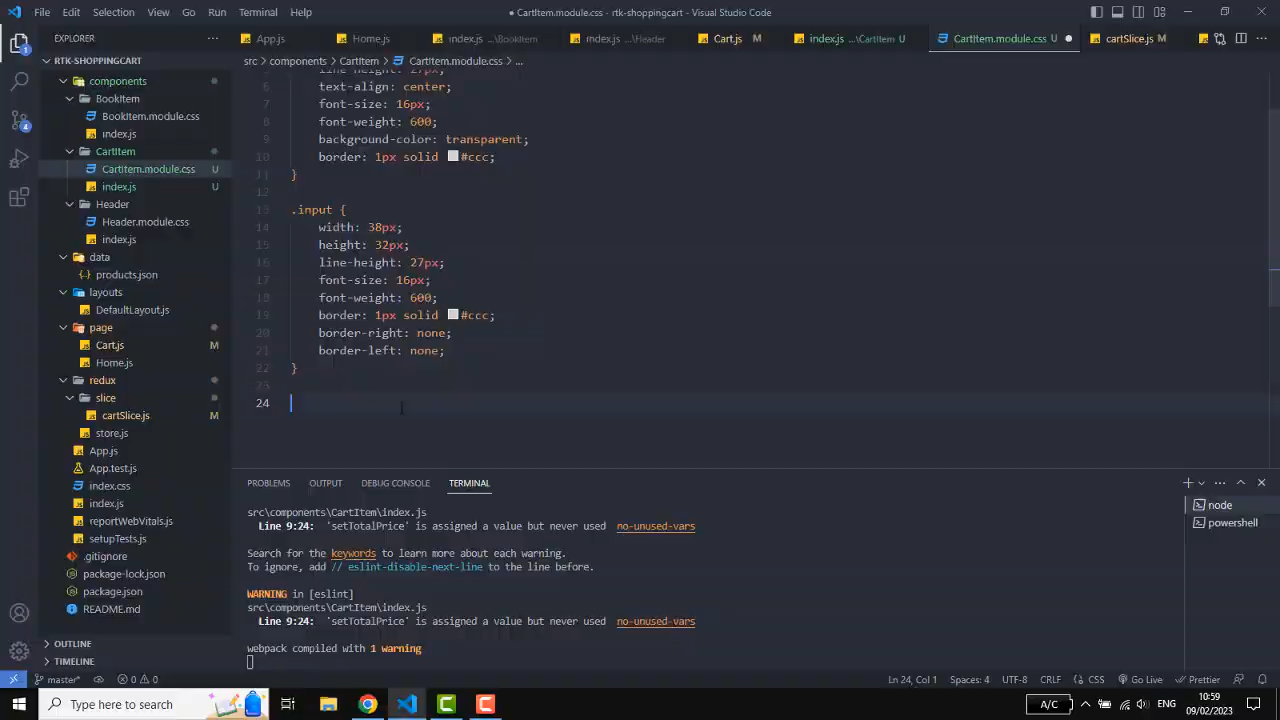 File Edit Selection View Go Run Terminal Help
● CartItem.module.css - rtk-shoppingcart - Visual Studio Code
EXPLORER
App.js Home.js index.js ...\BookItem index.js ...\Header Cart.js M index.js ...\CartItem U CartItem.module.css ● cartSlice.js M
RTK-SHOPPINGCART
src > components > CartItem > CartItem.module.css > ...
components
BookItem
BookItem.module.css
index.js
CartItem
CartItem.module.css U
index.js U
Header
Header.module.css
index.js
data
products.json
layouts
DefaultLayout.js
page
Cart.js M
Home.js
redux
slice
cartSlice.js M
store.js
App.js
App.test.js
index.css
index.js
reportWebVitals.js
setupTests.js
.gitignore
package-lock.json
package.json
README.md
OUTLINE
TIMELINE
line-height: 27px;
6 text-align: center;
7 font-size: 16px;
8 font-weight: 600;
9 background-color: transparent;
10 border: 1px solid #ccc;
11 }
12
13 .input {
14 width: 38px;
15 height: 32px;
16 line-height: 27px;
17 font-size: 16px;
18 font-weight: 600;
19 border: 1px solid #ccc;
20 border-right: none;
21 border-left: none;
22 }
23
24
PROBLEMS OUTPUT DEBUG CONSOLE TERMINAL
src\components\CartItem\index.js
Line 9:24: 'setTotalPrice' is assigned a value but never used no-unused-vars
Search for the keywords to learn more about each warning.
To ignore, add // eslint-disable-next-line to the line before.
WARNING in [eslint]
src\components\CartItem\index.js
Line 9:24: 'setTotalPrice' is assigned a value but never used no-unused-vars
webpack compiled with 1 warning
node
powershell
master* 0 0 Ln 24, Col 1 Spaces: 4 UTF-8 CRLF CSS Go Live Prettier
Type here to search
A/C ENG 10:59
09/02/2023
1
4